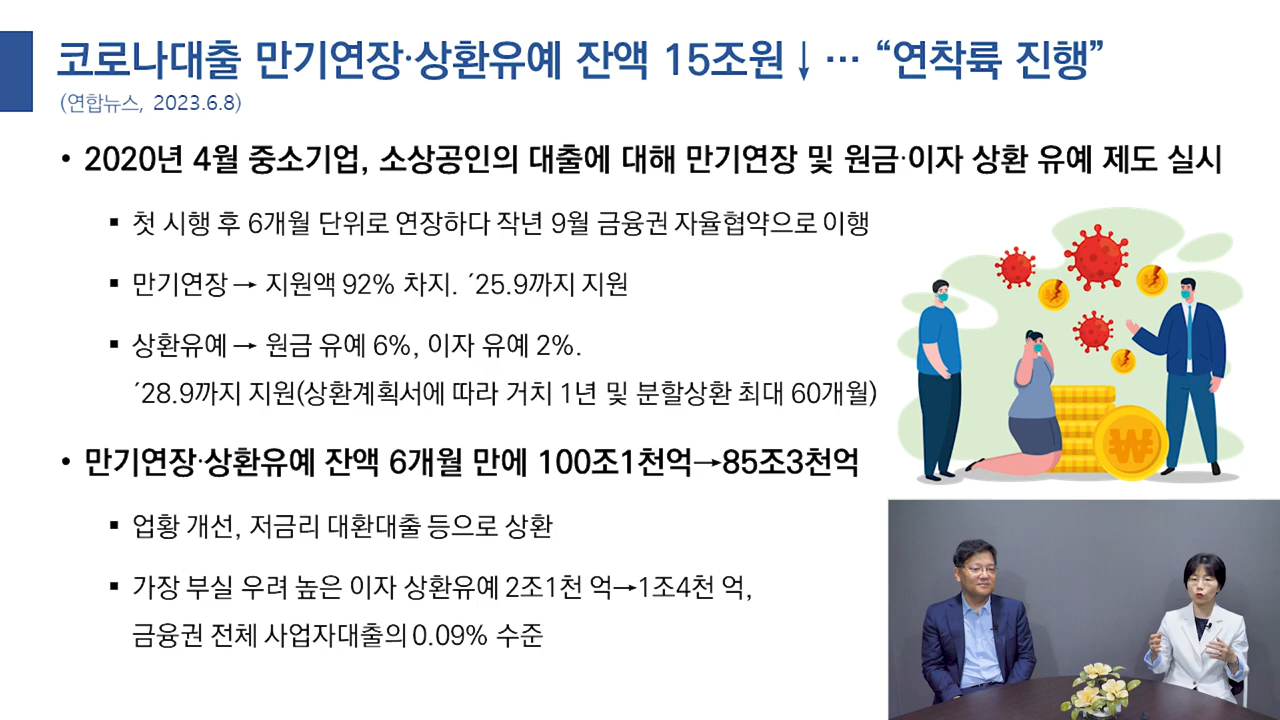 코로나대출 만기연장·상환유예 잔액 15조원↓… “연착륙 진행”
(연합뉴스, 2023.6.8)
• 2020년 4월 중소기업, 소상공인의 대출에 대해 만기연장 및 원금·이자 상환 유예 제도 실시
▪ 첫 시행 후 6개월 단위로 연장하다 작년 9월 금융권 자율협약으로 이행
▪ 만기연장→ 지원액 92% 차지. ´25.9까지 지원
▪ 상환유예→ 원금 유예 6%, 이자 유예 2%.
´28.9까지 지원(상환계획서에 따라 거치 1년 및 분할상환 최대 60개월)
• 만기연장·상환유예 잔액 6개월 만에 100조1천억→85조3천억
▪ 업황 개선, 저금리 대환대출 등으로 상환
▪ 가장 부실 우려 높은 이자 상환유예 2조1천 억→1조4천 억,
금융권 전체 사업자대출의 0.09% 수준
₩